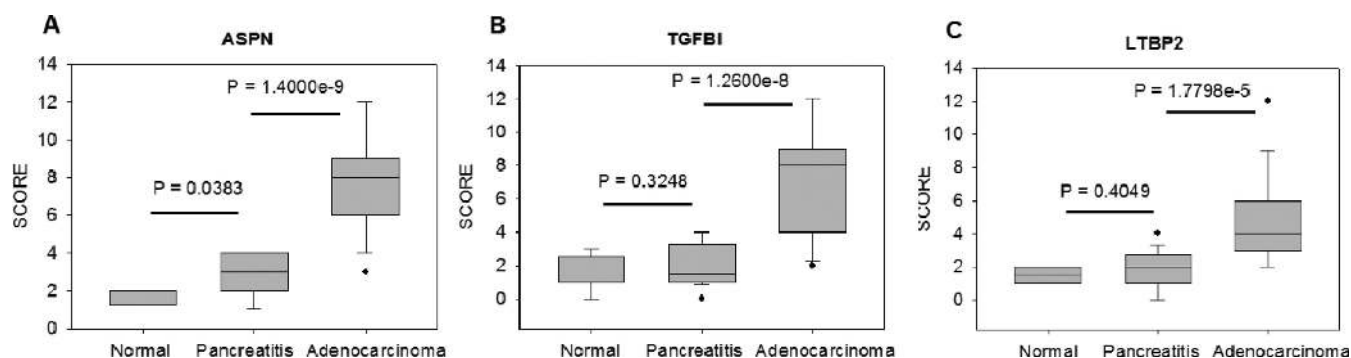 A
ASPN
14
12
10
8
6
4
2
0
SCORE
P = 1.4000e-9
P = 0.0383
Normal Pancreatitis Adenocarcinoma
B
TGFBI
14
12
10
8
6
4
2
0
SCORE
P = 1.2600e-8
P = 0.3248
Normal Pancreatitis Adenocarcinoma
C
LTBP2
14
12
10
8
6
4
2
0
SCORE
P = 1.7798e-5
P = 0.4049
Normal Pancreatitis Adenocarcinoma